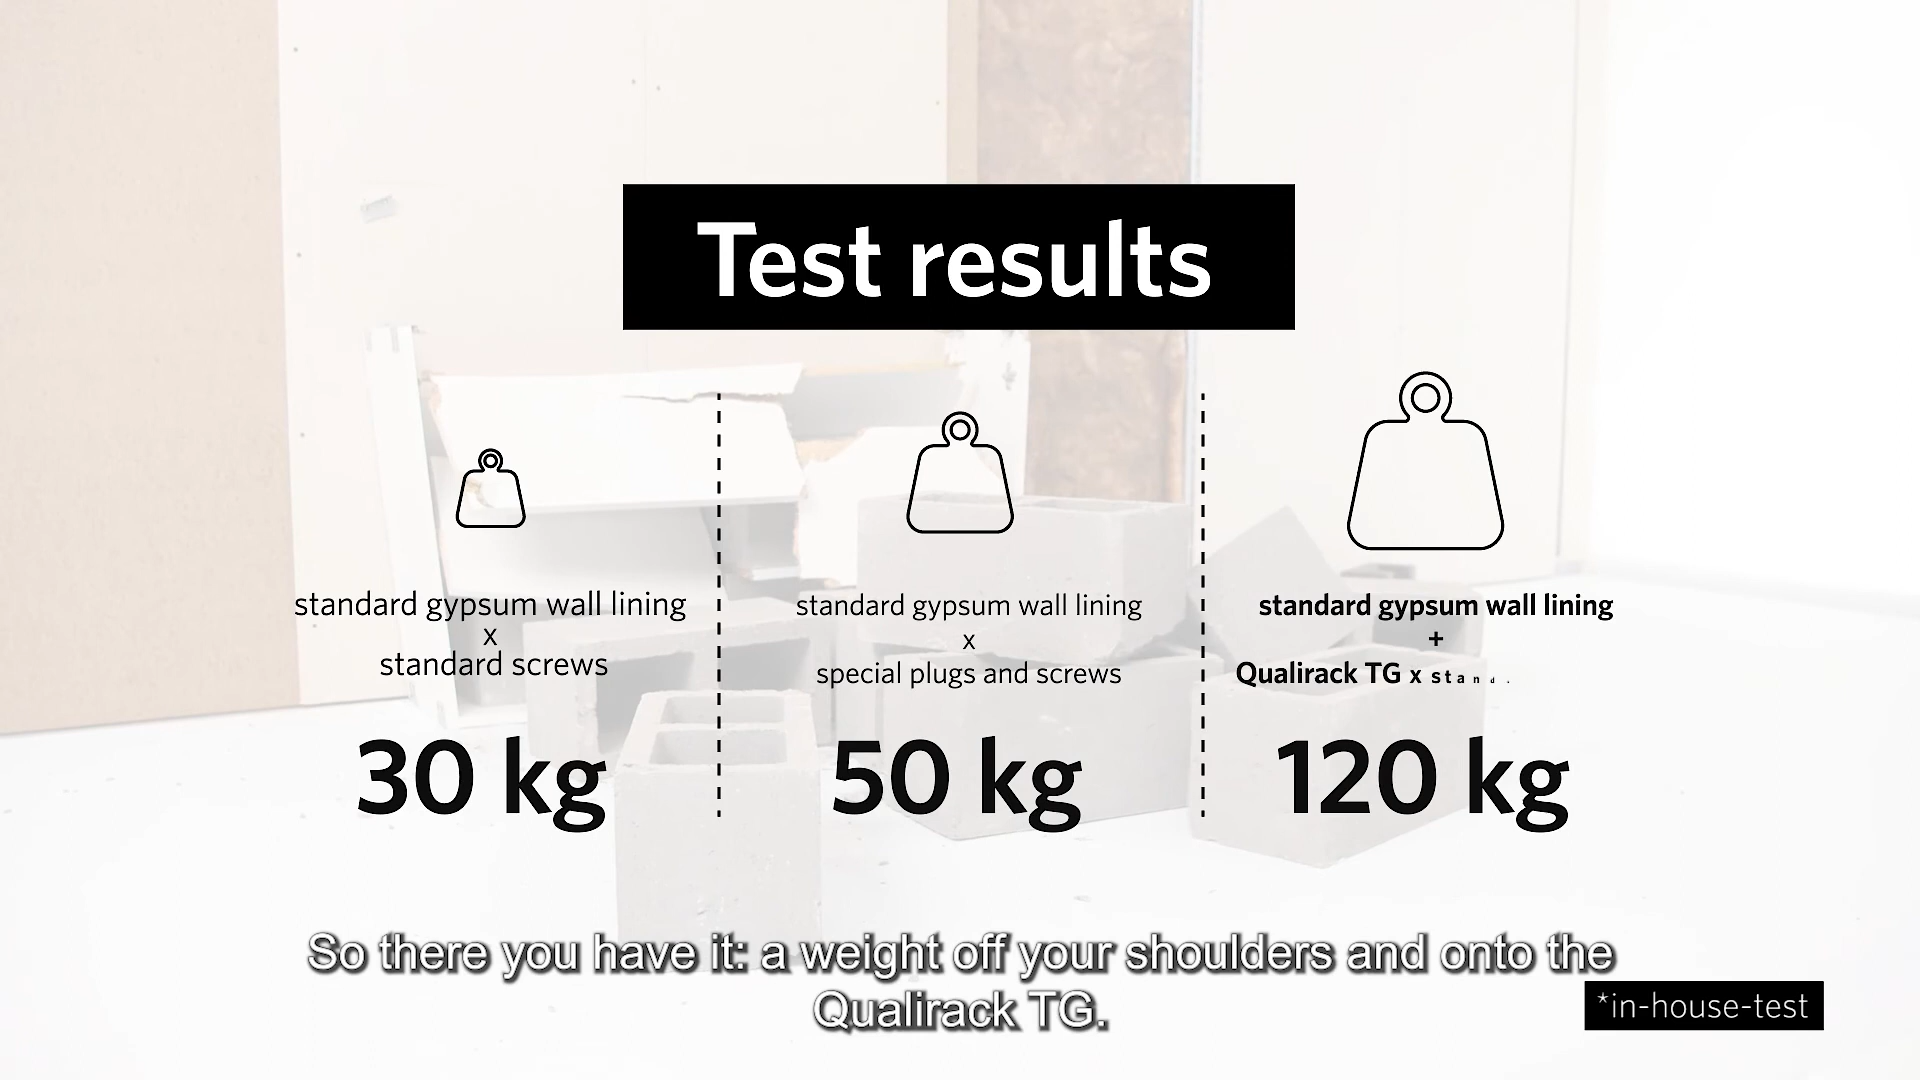 Test results
standard gypsum wall lining
x
standard screws
30 kg
standard gypsum wall lining
x
special plugs and screws
50 kg
standard gypsum wall lining
+
Qualirack TG x stand
120 kg
So there you have it: a weight off your shoulders and onto the
Qualirack TG.
*in-house-test